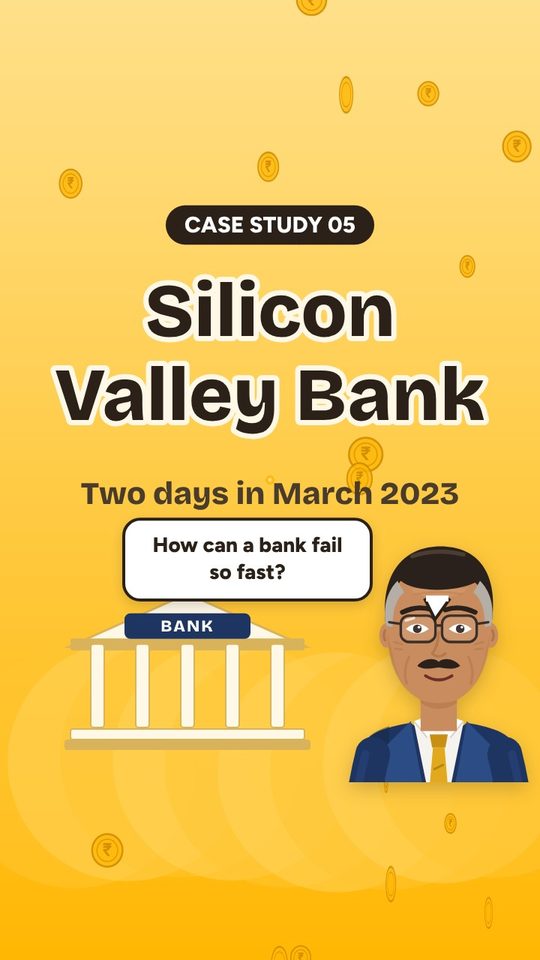 CASE STUDY 05
Silicon
Valley Bank
Two days in March 2023
How can a bank fail
so fast?
BANK